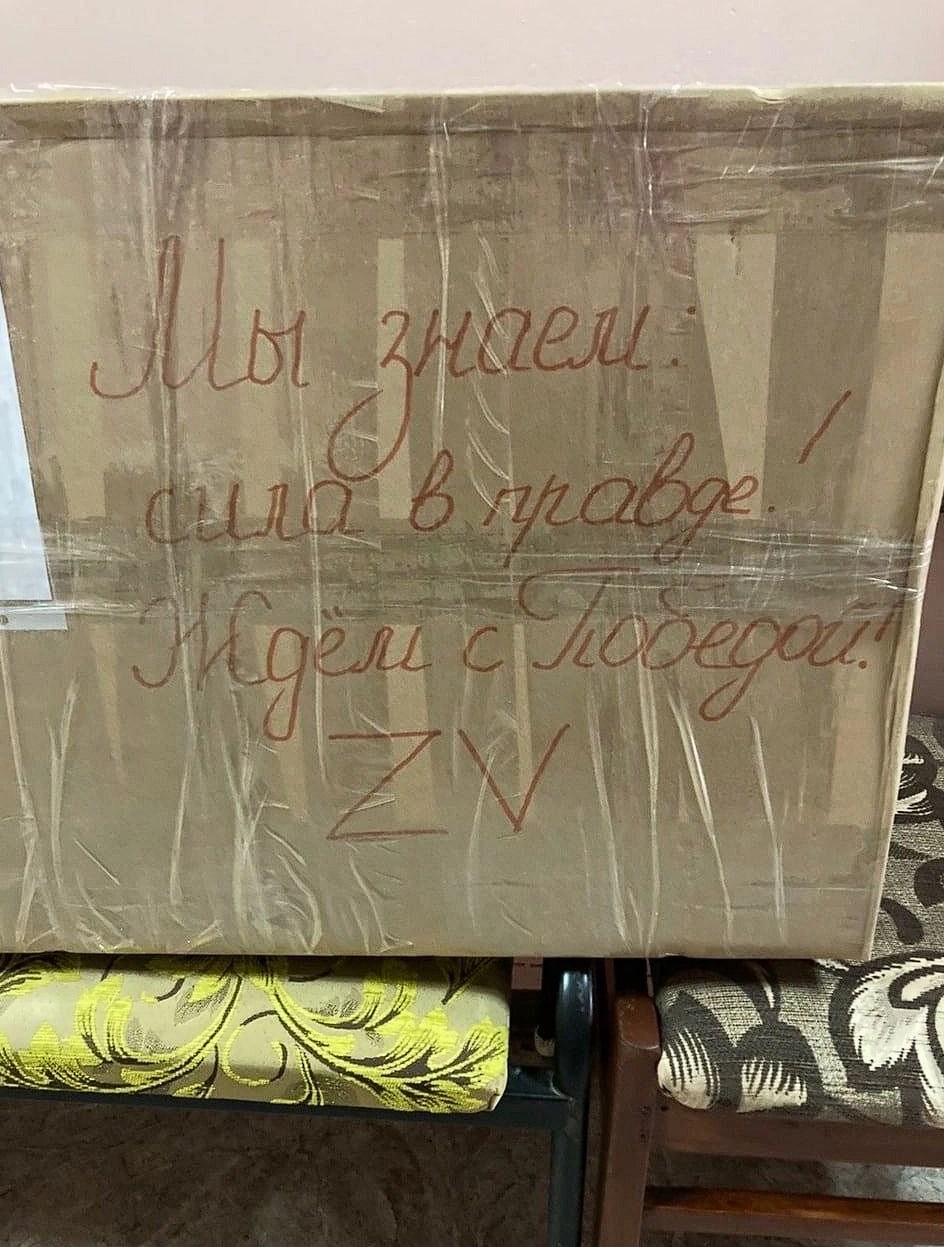 Мы знаем:
сила в правде!
Ждём с Победой!
ZV